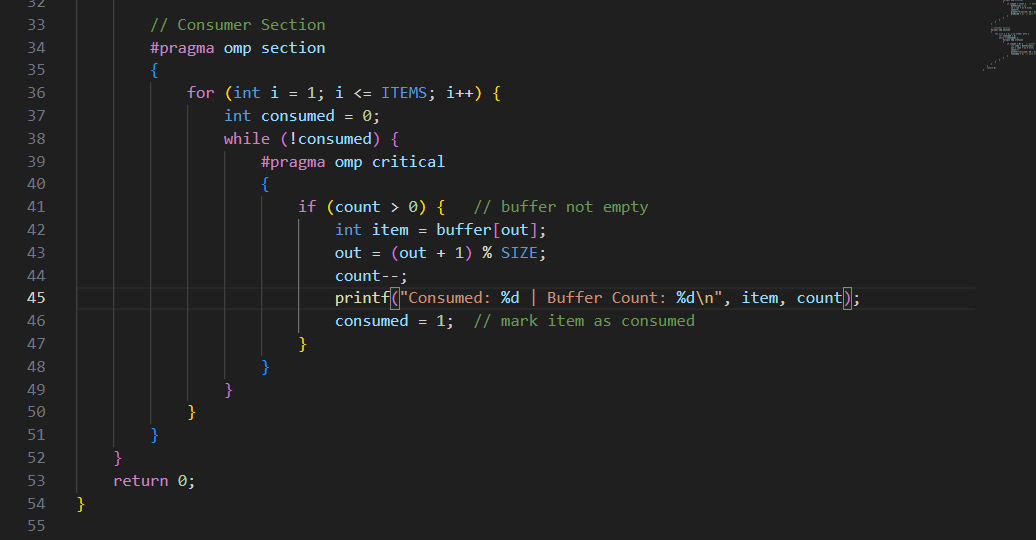 32
33 // Consumer Section
34 #pragma omp section
35 {
36 for (int i = 1; i <= ITEMS; i++) {
37 int consumed = 0;
38 while (!consumed) {
39 #pragma omp critical
40 {
41 if (count > 0) { // buffer not empty
42 int item = buffer[out];
43 out = (out + 1) % SIZE;
44 count--;
45 printf("Consumed: %d | Buffer Count: %d\n", item, count);
46 consumed = 1; // mark item as consumed
47 }
48 }
49 }
50 }
51 }
52 }
53 return 0;
54 }
55